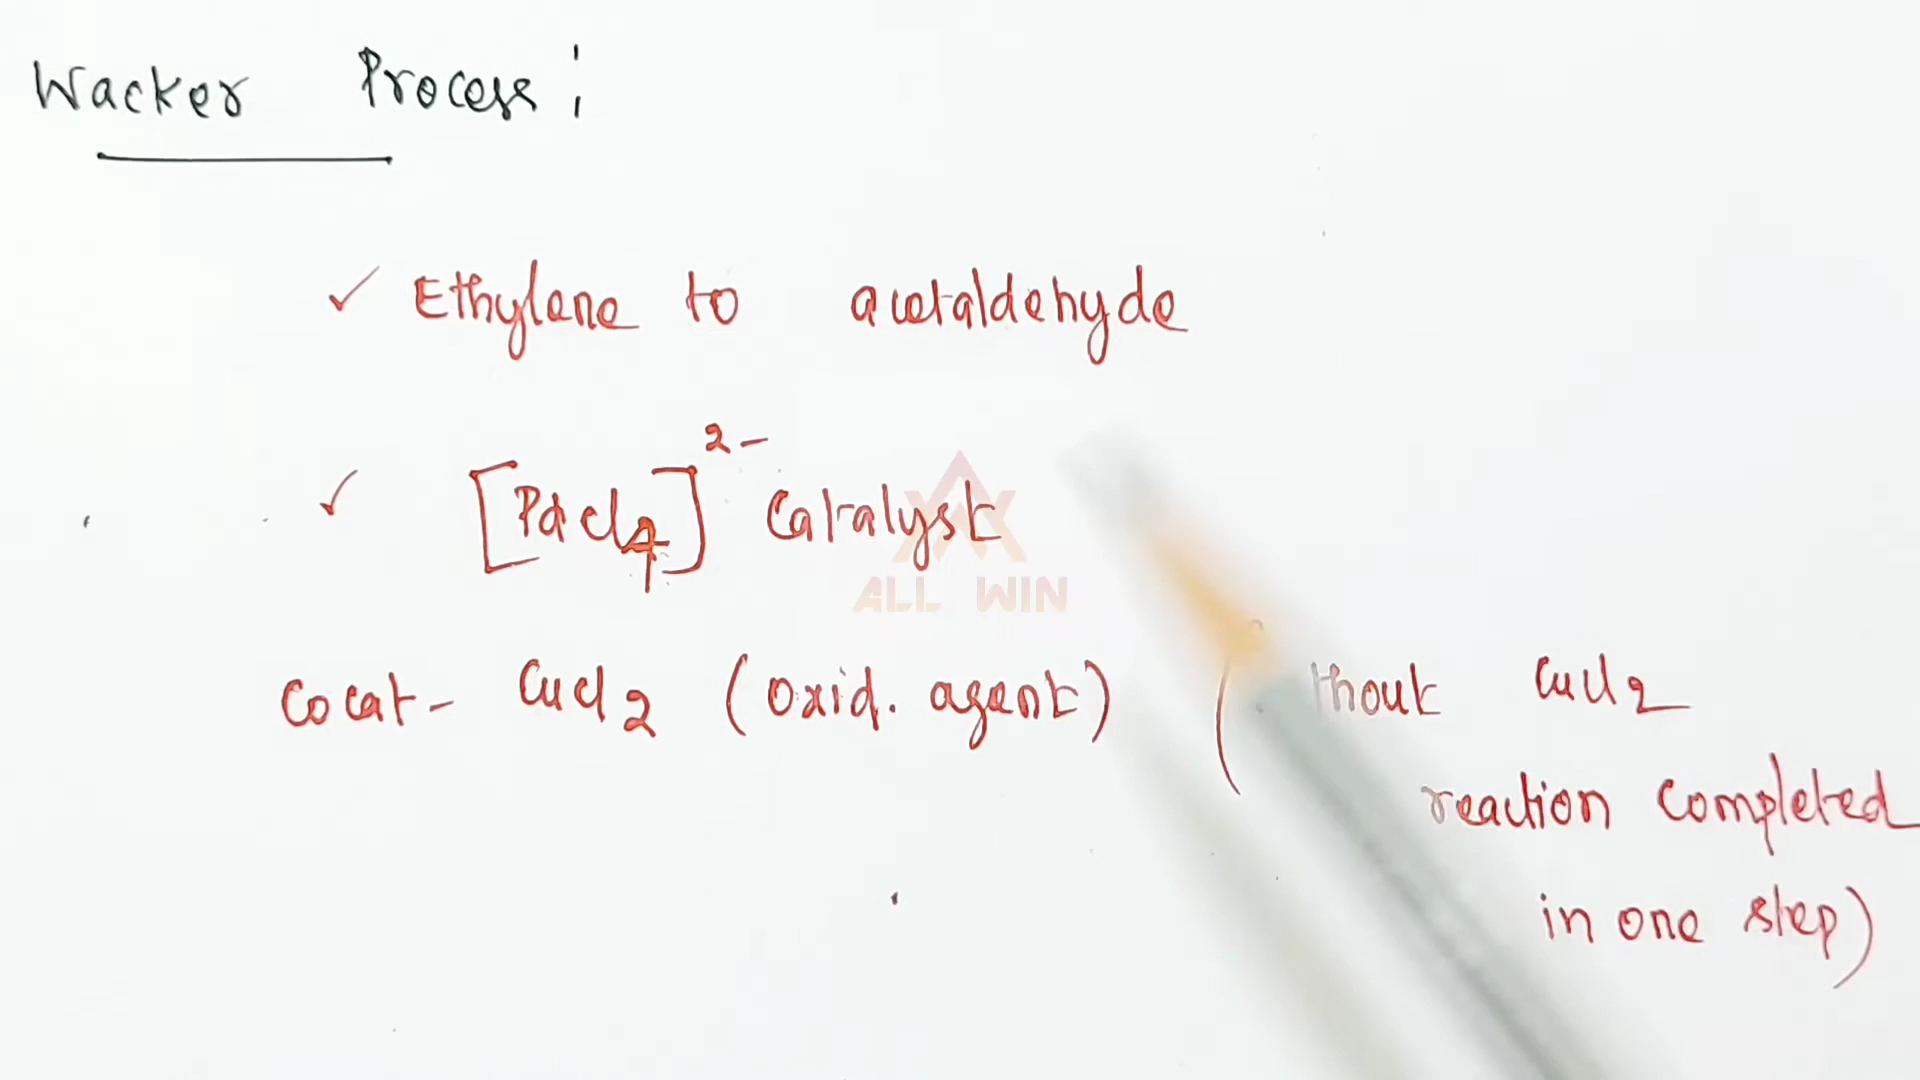 Wacker Process:
✓ Ethylene to acetaldehyde
✓ [PdCl4]2- Catalyst
ALL WIN
Cocat- CuCl2 (Oxid. agent) ( thout CuCl2
reaction completed
in one step)